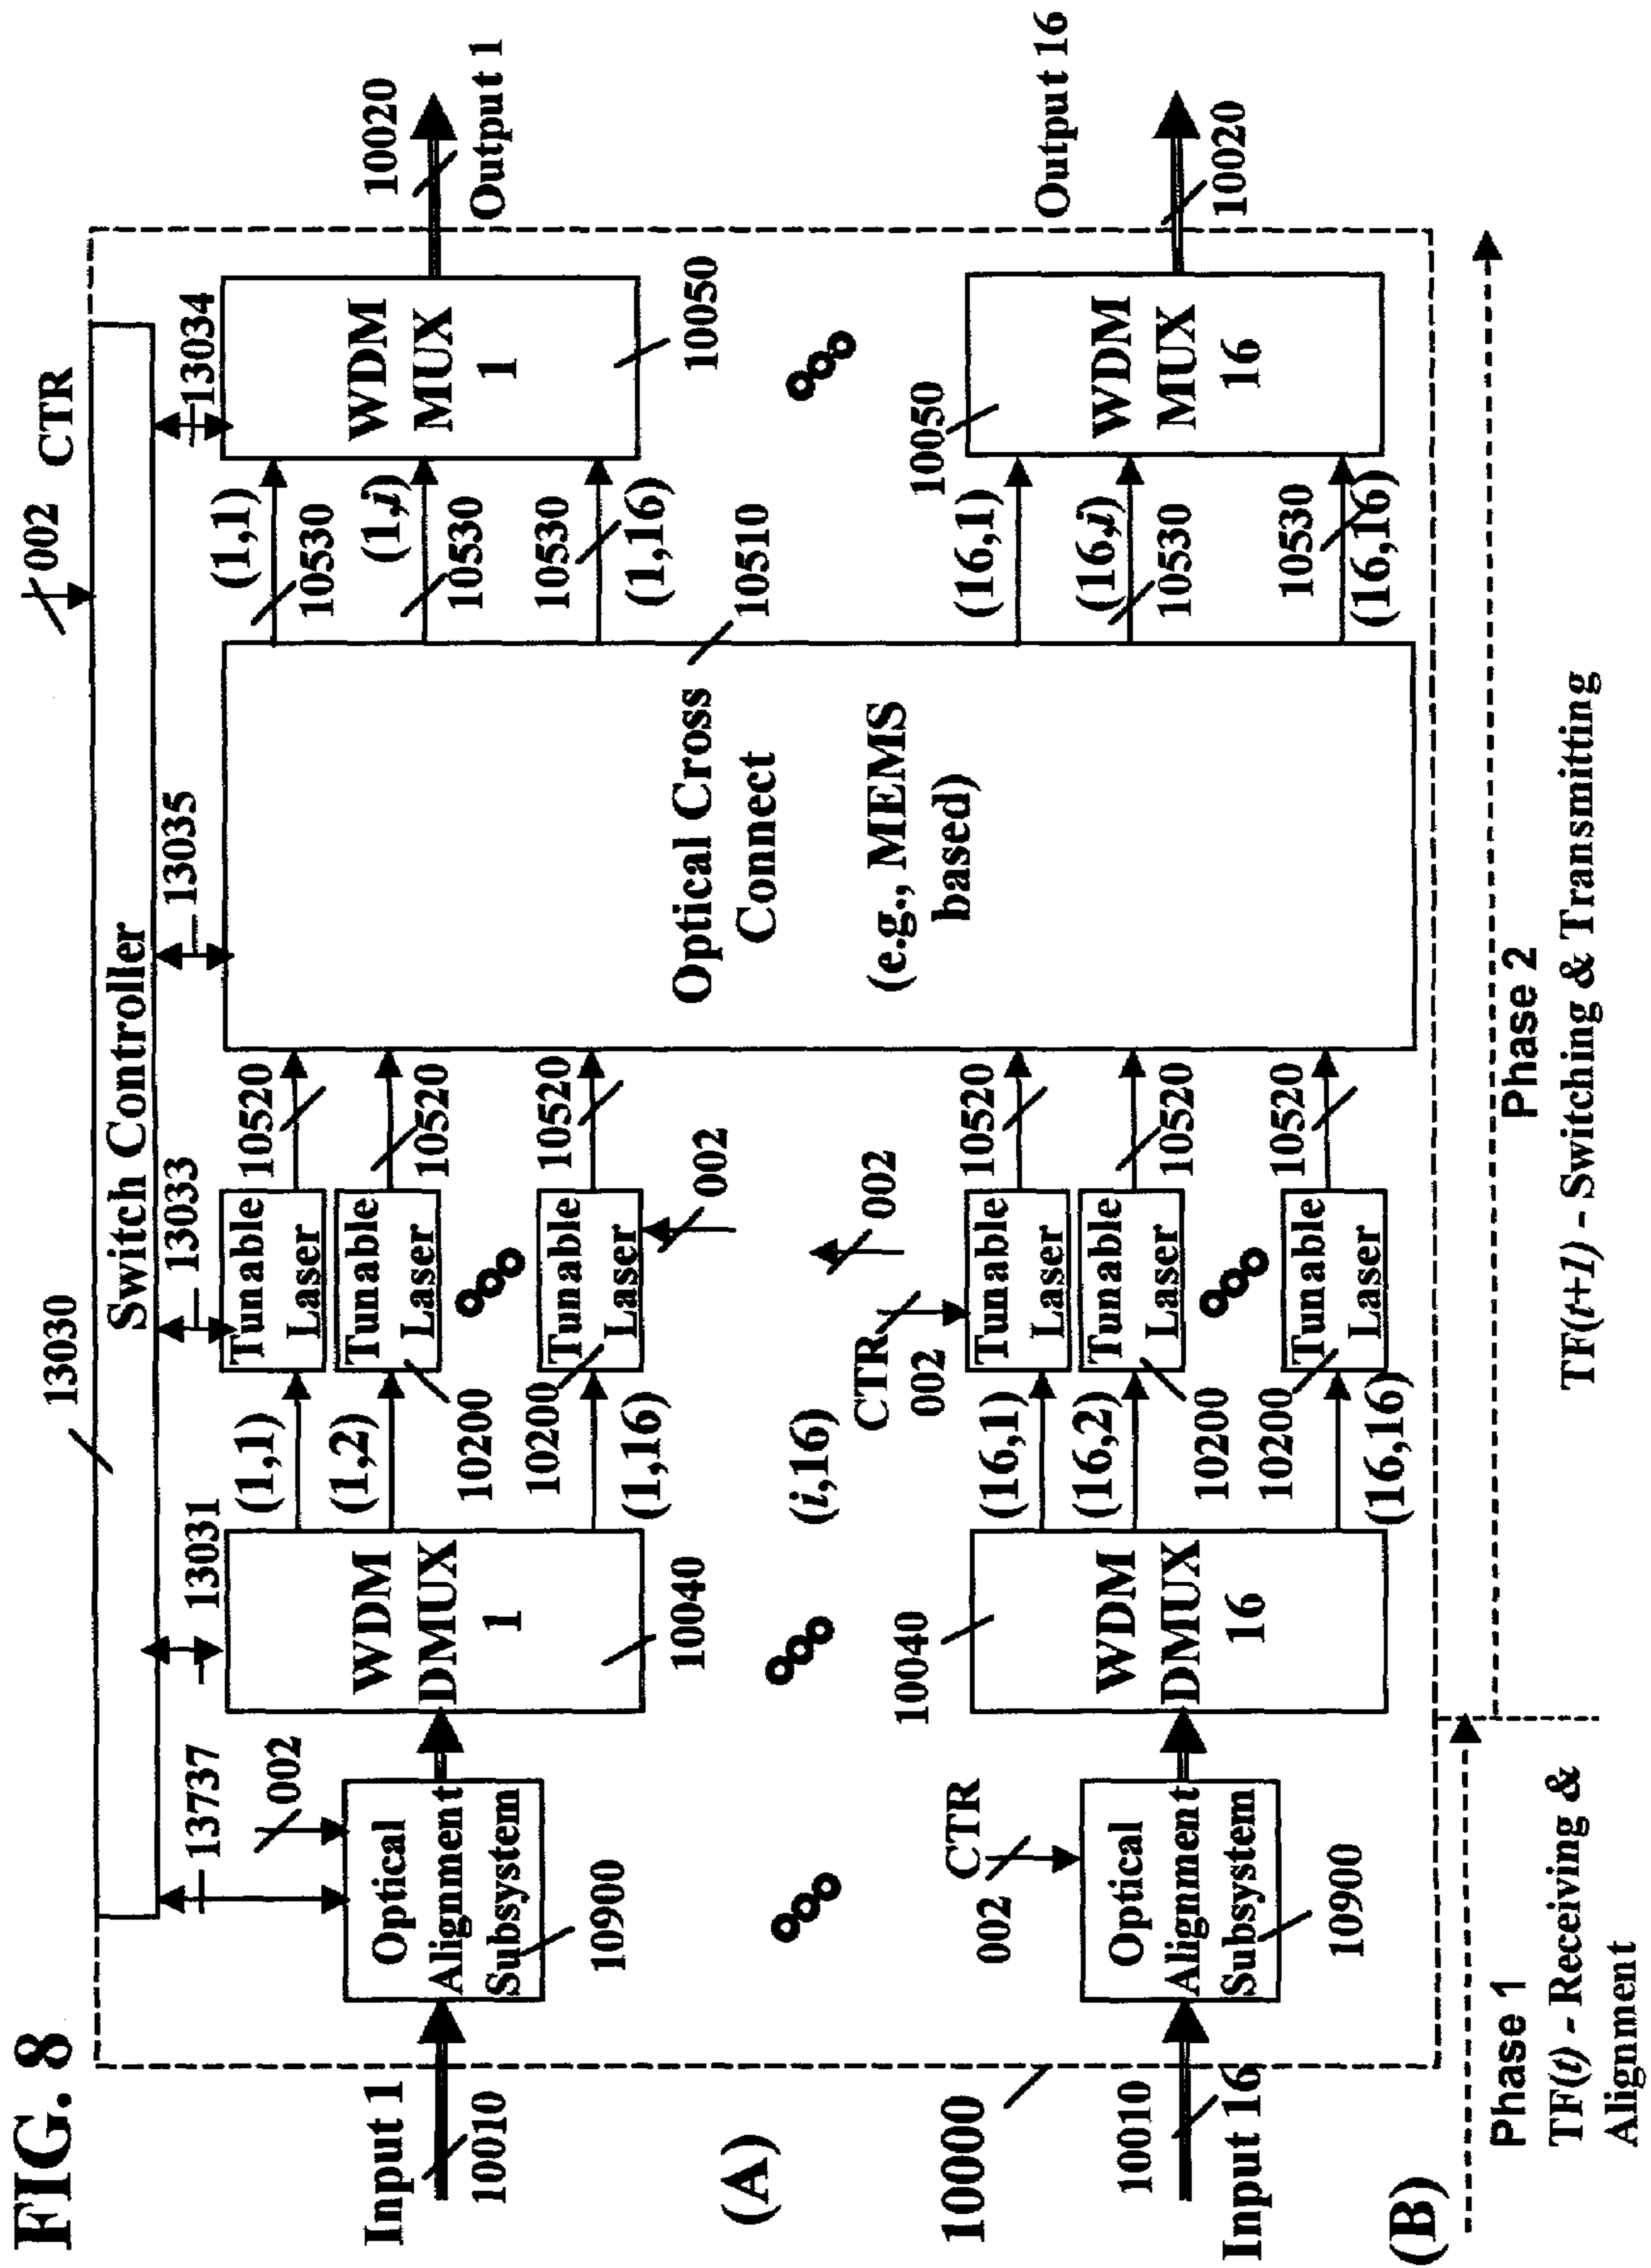 FIG. 8
13030
002 CTR
Switch Controller
13737
002
13031
13033
13035
13034
Input 1
10010
Optical
Alignment
Subsystem
10900
WDM
DMUX
1
10040
(1,1)
(1,2)
10200
10200
(1,16)
Tunable
Laser
Tunable
Laser
Tunable
Laser
002
10520
10520
10520
Optical Cross
Connect
(e.g., MEMS
based)
10510
(1,1)
10530
(1,i)
10530
10530
(1,16)
WDM
MUX
1
10050
10020
Output 1
(A)
(i,16)
002
10000
10010
Input 16
CTR
002
Optical
Alignment
Subsystem
10900
10040
WDM
DMUX
16
CTR
002
(16,1)
(16,2)
10200
10200
(16,16)
Tunable
Laser
Tunable
Laser
Tunable
Laser
10520
10520
10520
(16,1)
(16,i)
10530
10530
(16,16)
10050
WDM
MUX
16
Output 16
10020
(B)
Phase 1
TF(t) - Receiving &
Alignment
Phase 2
TF(t+1) - Switching & Transmitting